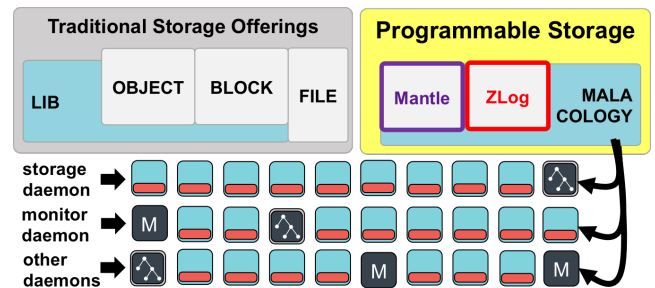 Traditional Storage Offerings
LIB
OBJECT
BLOCK
FILE
Programmable Storage
Mantle
ZLog
MALA
COLOGY
storage
daemon
monitor
daemon
M
other
daemons
M
M